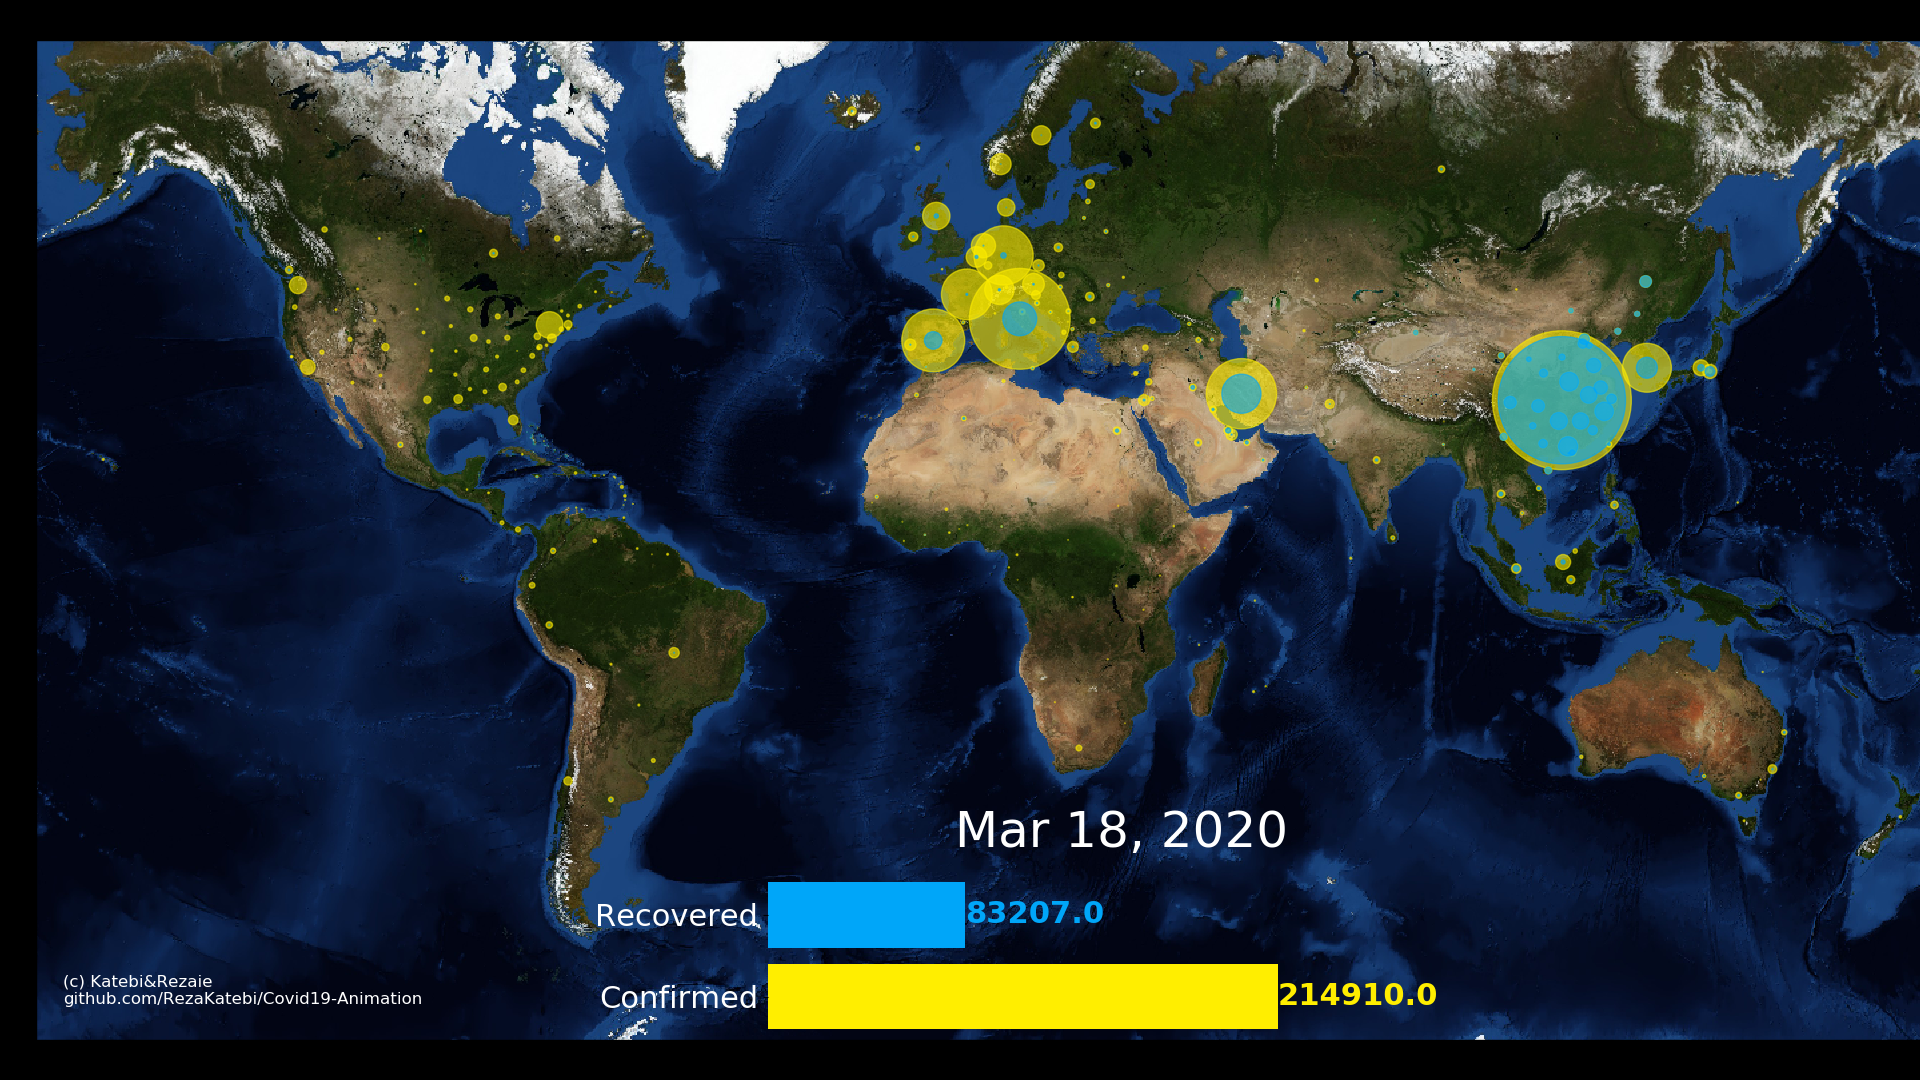 Mar 18, 2020
Recovered 83207.0
Confirmed 214910.0
(c) Katebi&Rezaie
github.com/RezaKatebi/Covid19-Animation